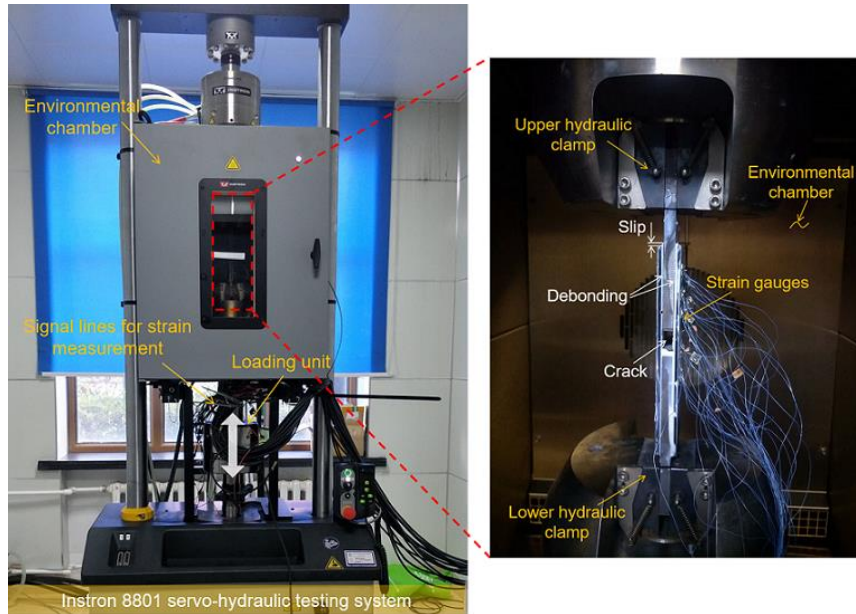 Environmental
chamber
Signal lines for strain
measurement
Loading unit
Instron 8801 servo-hydraulic testing system
Upper hydraulic
clamp
Environmental
chamber
Slip
Debonding
Strain gauges
Crack
Lower hydraulic
clamp